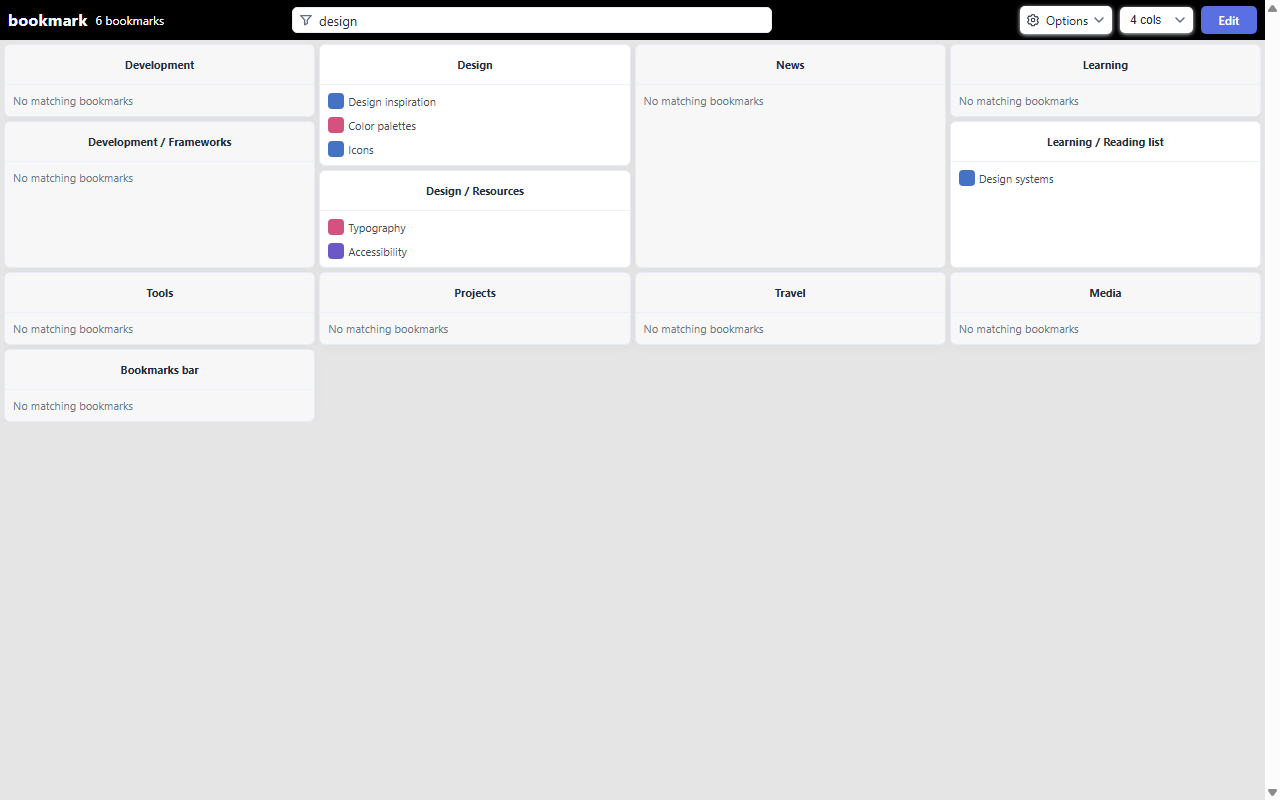 bookmark 6 bookmarks
design
Options
4 cols
Edit
Development
No matching bookmarks
Development / Frameworks
No matching bookmarks
Design
Design inspiration
Color palettes
Icons
Design / Resources
Typography
Accessibility
News
No matching bookmarks
Learning
No matching bookmarks
Learning / Reading list
Design systems
Tools
No matching bookmarks
Projects
No matching bookmarks
Travel
No matching bookmarks
Media
No matching bookmarks
Bookmarks bar
No matching bookmarks